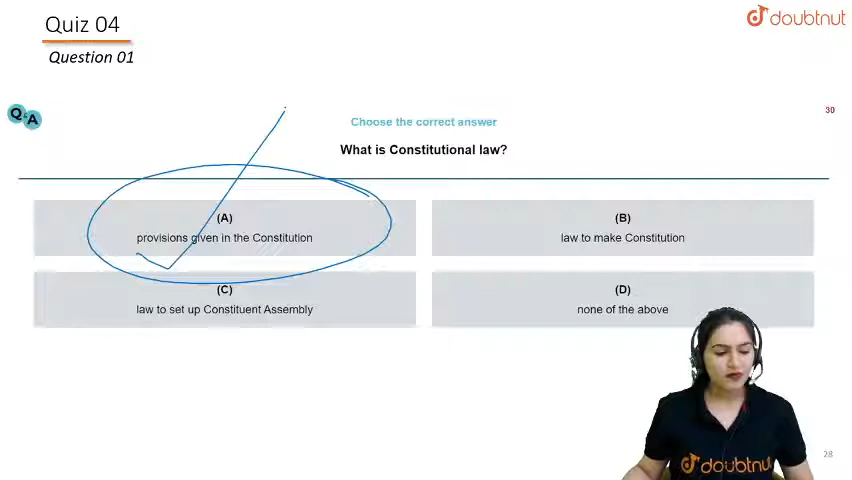 Quiz 04
Question 01
doubtnut
Q&A
30
Choose the correct answer
What is Constitutional law?
(A)
provisions given in the Constitution
(B)
law to make Constitution
(C)
law to set up Constituent Assembly
(D)
none of the above
doubtnut
28